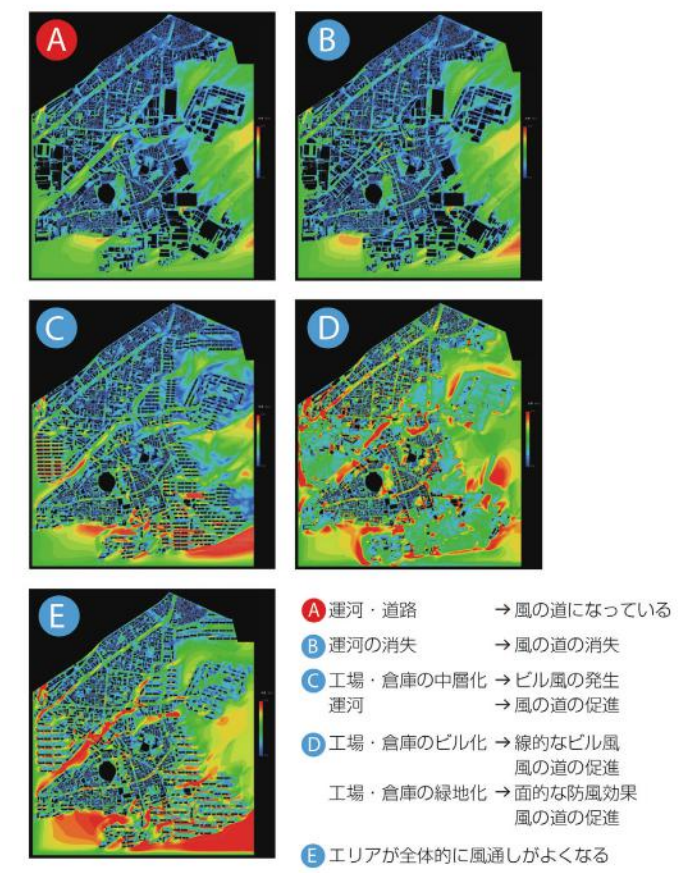 A
B
C
D
E
A 運河・道路 → 風の道になっている
B 運河の消失 → 風の道の消失
C 工場・倉庫の中層化 → ビル風の発生
運河 → 風の道の促進
D 工場・倉庫のビル化 → 線的なビル風
風の道の促進
工場・倉庫の緑地化 → 面的な防風効果
風の道の促進
E エリアが全体的に風通しがよくなる